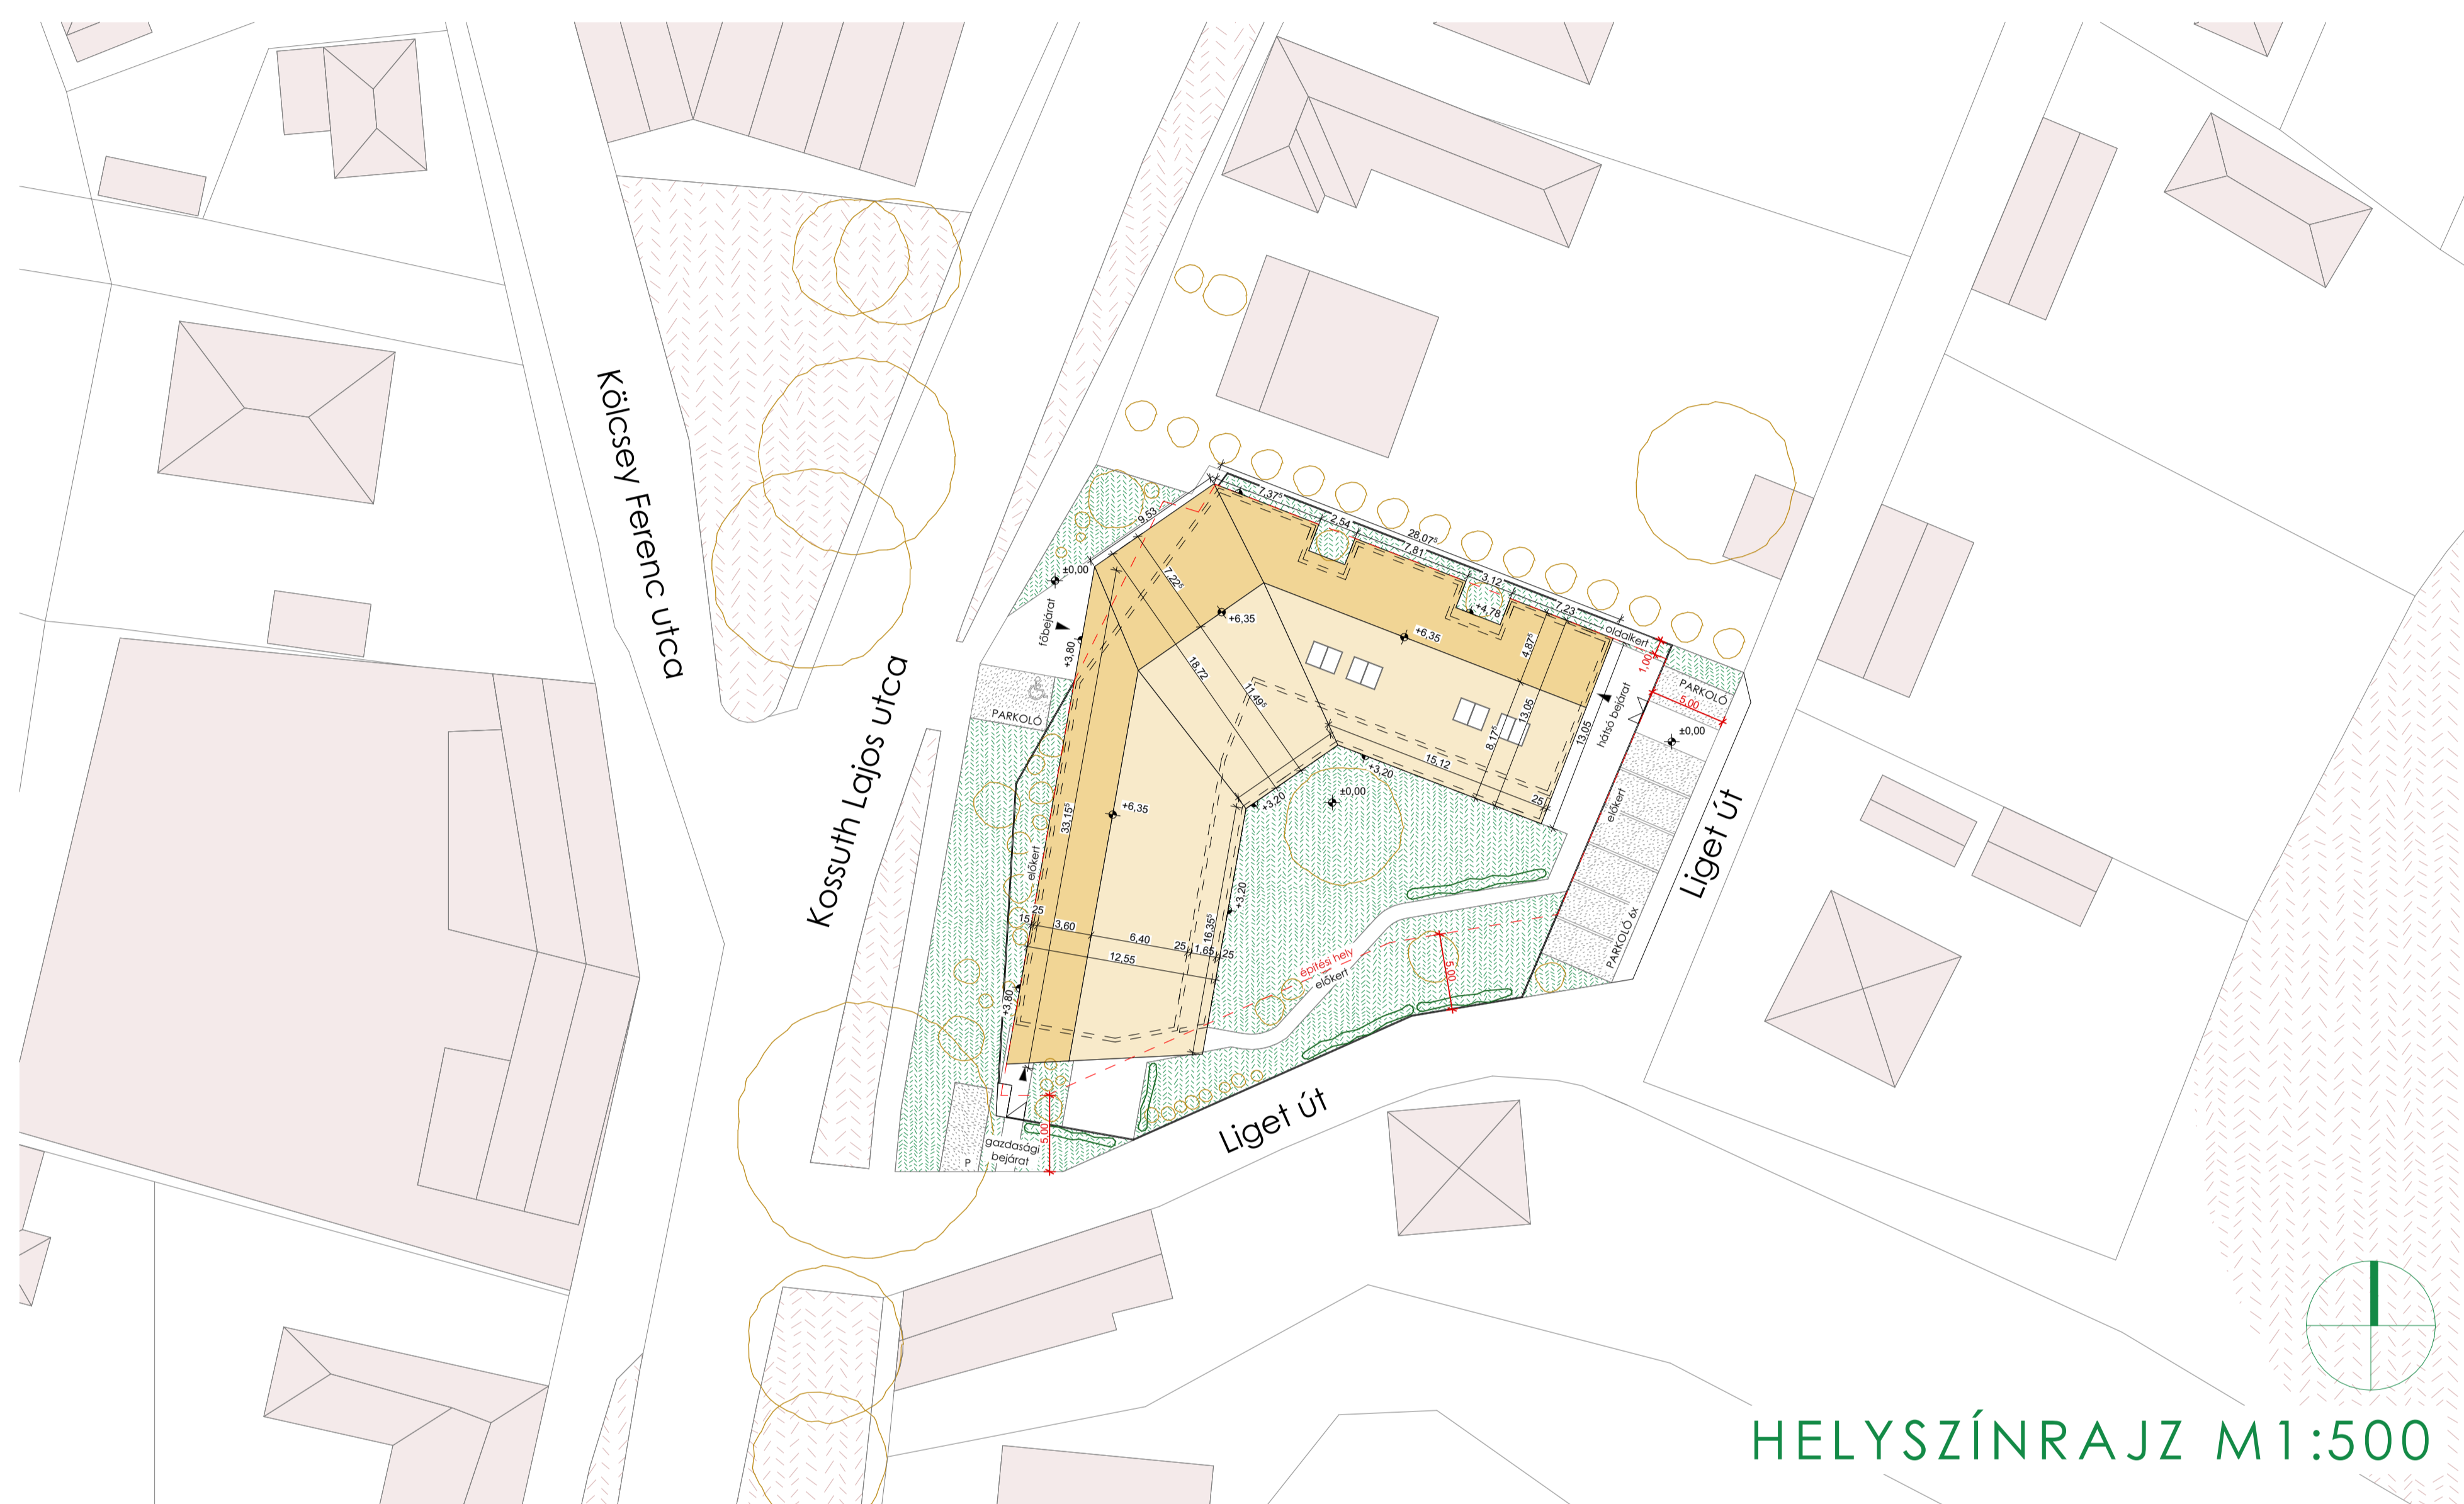 Kölcsey Ferenc utca
Kossuth Lajos utca
Liget út
Liget út
7,37⁵
2,54
28,07⁵
7,81
3,12
7,23
oldalkert
1,00
9,53
±0,00
főbejárat
+3,80
7,22⁵
+6,35
+6,35
+4,78
4,87⁵
18,72
11,49⁵
13,05
8,17⁵
13,05
hátsó bejárat
PARKOLÓ
5,00
±0,00
PARKOLÓ
15,12
+3,20
±0,00
+3,20
25
előkert
+6,35
33,15⁵
előkert
+3,20
16,35⁵
15
25
3,60
6,40
25
1,65
25
12,55
PARKOLÓ 6x
építési hely
előkert
5,00
+3,80
5,00
gazdasági
bejárat
P
HELYSZÍNRAJZ M1:500